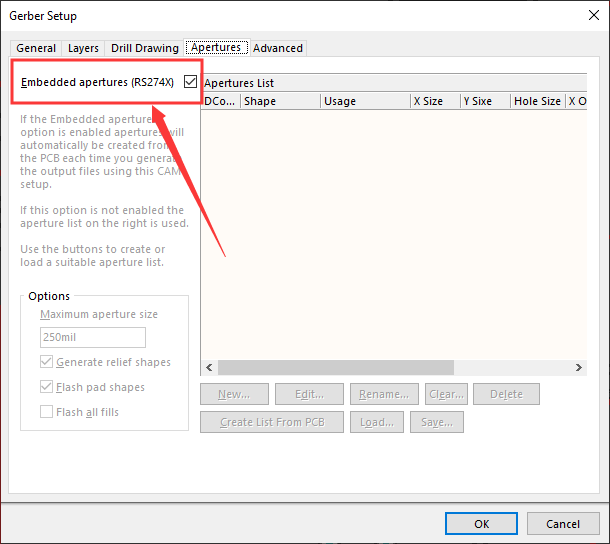 Gerber Setup
General Layers Drill Drawing Apertures Advanced
Embedded apertures (RS274X)
Apertures List
DCo... Shape Usage X Size Y Sixe Hole Size X O
If the Embedded aperture
option is enabled apertures will
automatically be created from
the PCB each time you genera
the output files using this CAM
setup.
If this option is not enabled the
aperture list on the right is used.
Use the buttons to create or
load a suitable aperture list.
Options
Maximum aperture size
250mil
Generate relief shapes
Flash pad shapes
Flash all fills
New... Edit... Rename... Clear... Delete
Create List From PCB Load... Save...
OK Cancel